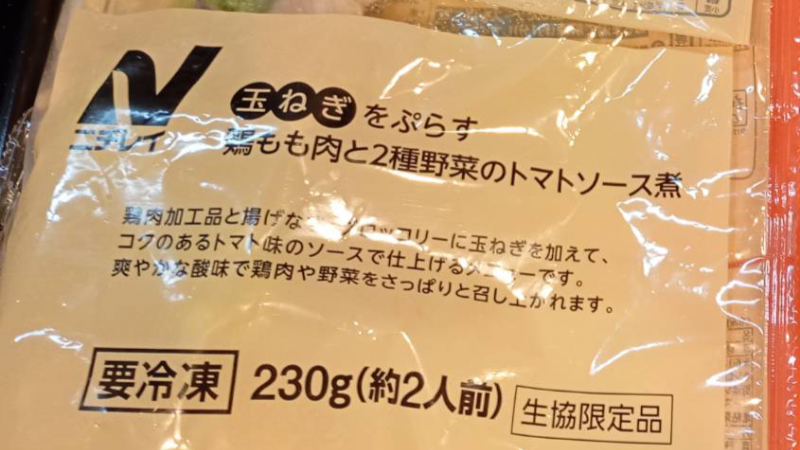 ニチレイ
玉ねぎをぷらす
鶏もも肉と2種野菜のトマトソース煮
鶏肉加工品と揚げな ロッコリーに玉ねぎを加えて、
コクのあるトマト味のソースで仕上げるメニューです。
爽やかな酸味で鶏肉や野菜をさっぱりと召し上がれます。
要冷凍 230g(約2人前) 生協限定品